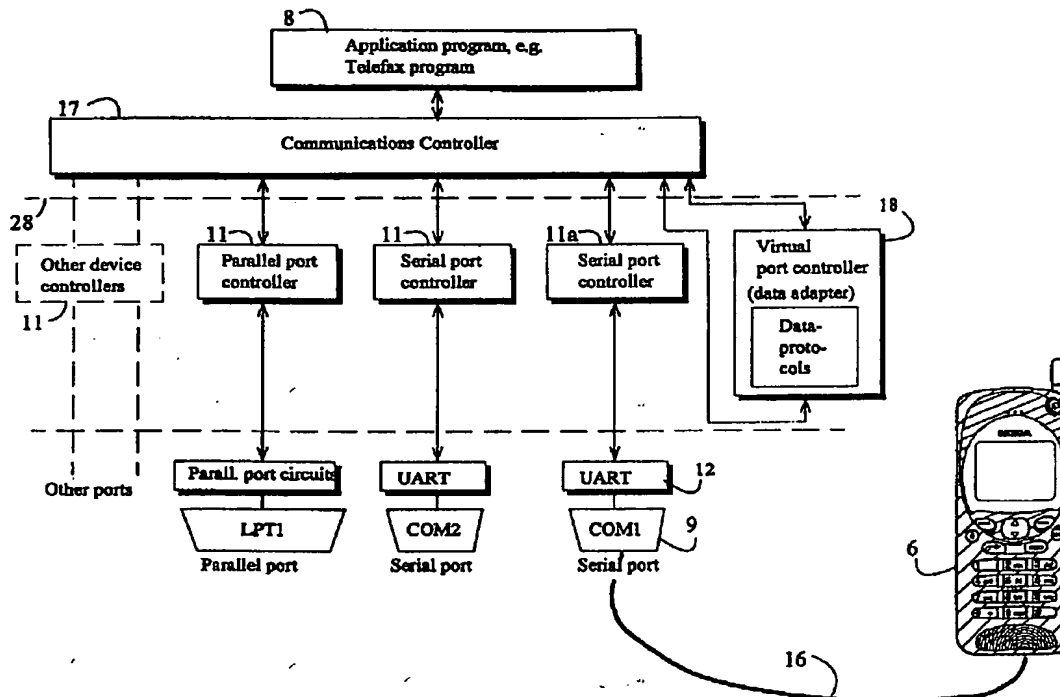 8
Application program, e.g.
Telefax program
17
Communications Controller
28
18
11
11
11a
Other device
controllers
11
Parallel port
controller
Serial port
controller
Serial port
controller
Virtual
port controller
(data adapter)
Data-
proto-
cols
Other ports
Parall. port circuits
UART
UART
12
LPT1
COM2
COM1
9
Parallel port
Serial port
Serial port
NOKIA
6
16